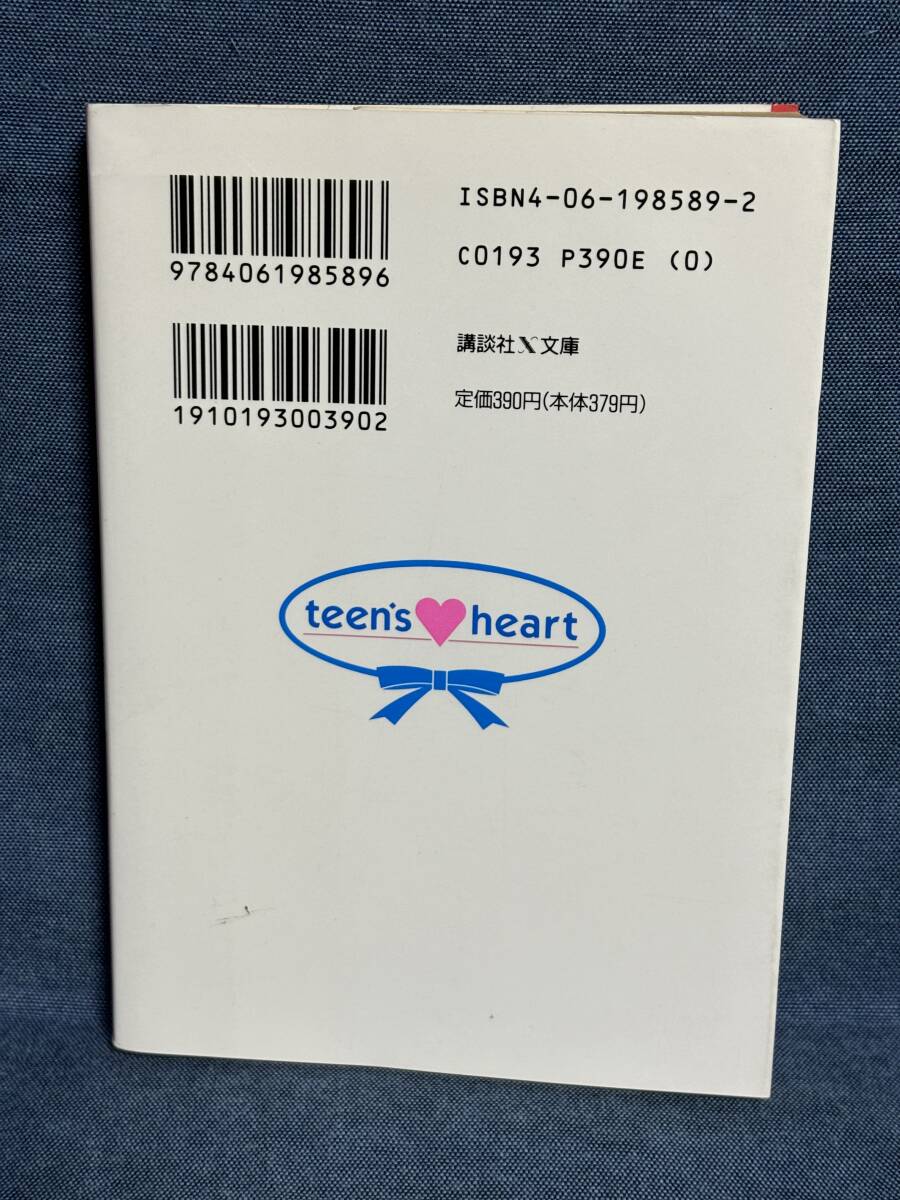 ISBN4-06-198589-2
9784061985896
C0193 P390E (0)
講談社X文庫
1910193003902
定価390円(本体379円)
teen's heart